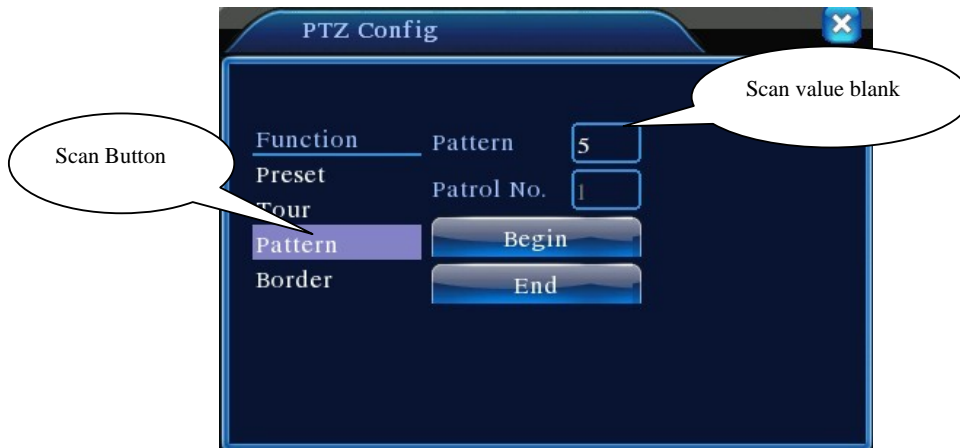 PTZ Config
Scan value blank
Scan Button
Function
Pattern 5
Preset
Patrol No. 1
Tour
Pattern
Begin
Border
End